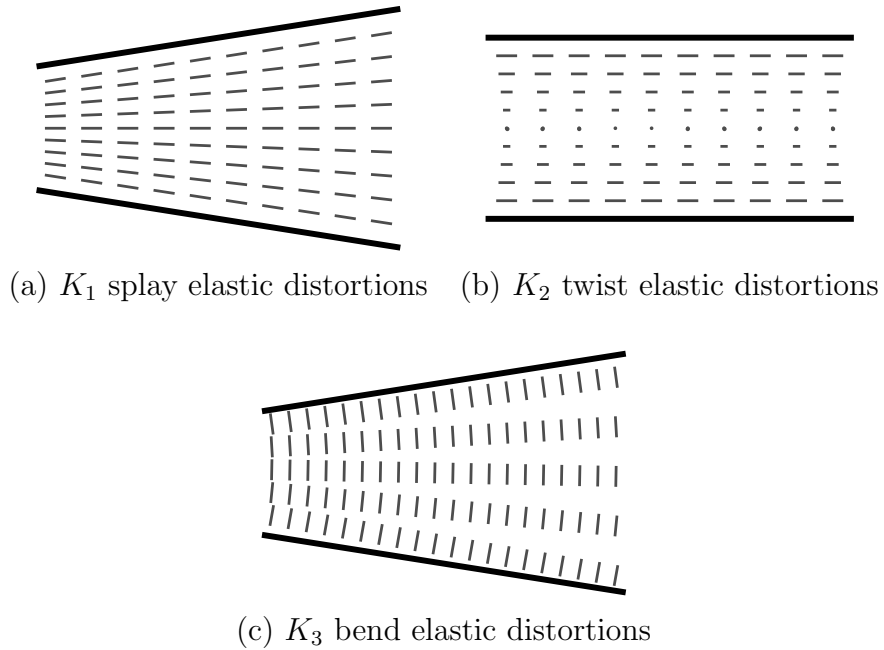 (a) K₁ splay elastic distortions (b) K₂ twist elastic distortions
(c) K₃ bend elastic distortions